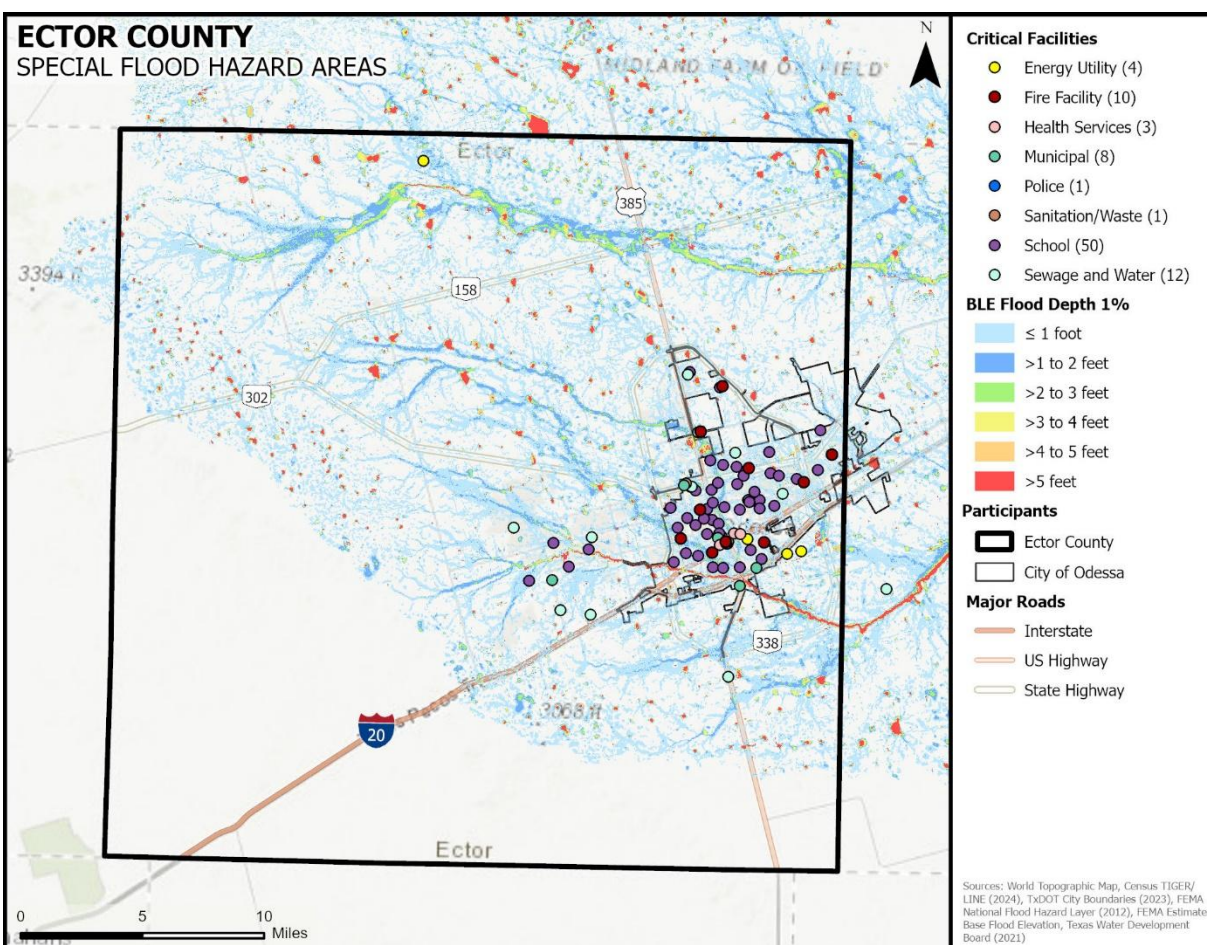 ECTOR COUNTY
SPECIAL FLOOD HAZARD AREAS
N
MIDLAND FARM OIL FIELD
Ector
385
3394 ft
158
302
338
3068 ft
Pecos
20
Ector
0 5 10
Miles
Critical Facilities
Energy Utility (4)
Fire Facility (10)
Health Services (3)
Municipal (8)
Police (1)
Sanitation/Waste (1)
School (50)
Sewage and Water (12)
BLE Flood Depth 1%
≤ 1 foot
>1 to 2 feet
>2 to 3 feet
>3 to 4 feet
>4 to 5 feet
>5 feet
Participants
Ector County
City of Odessa
Major Roads
Interstate
US Highway
State Highway
Sources: World Topographic Map, Census TIGER/
LINE (2024), TxDOT City Boundaries (2023), FEMA
National Flood Hazard Layer (2012), FEMA Estimate
Base Flood Elevation, Texas Water Development
Board (2021)